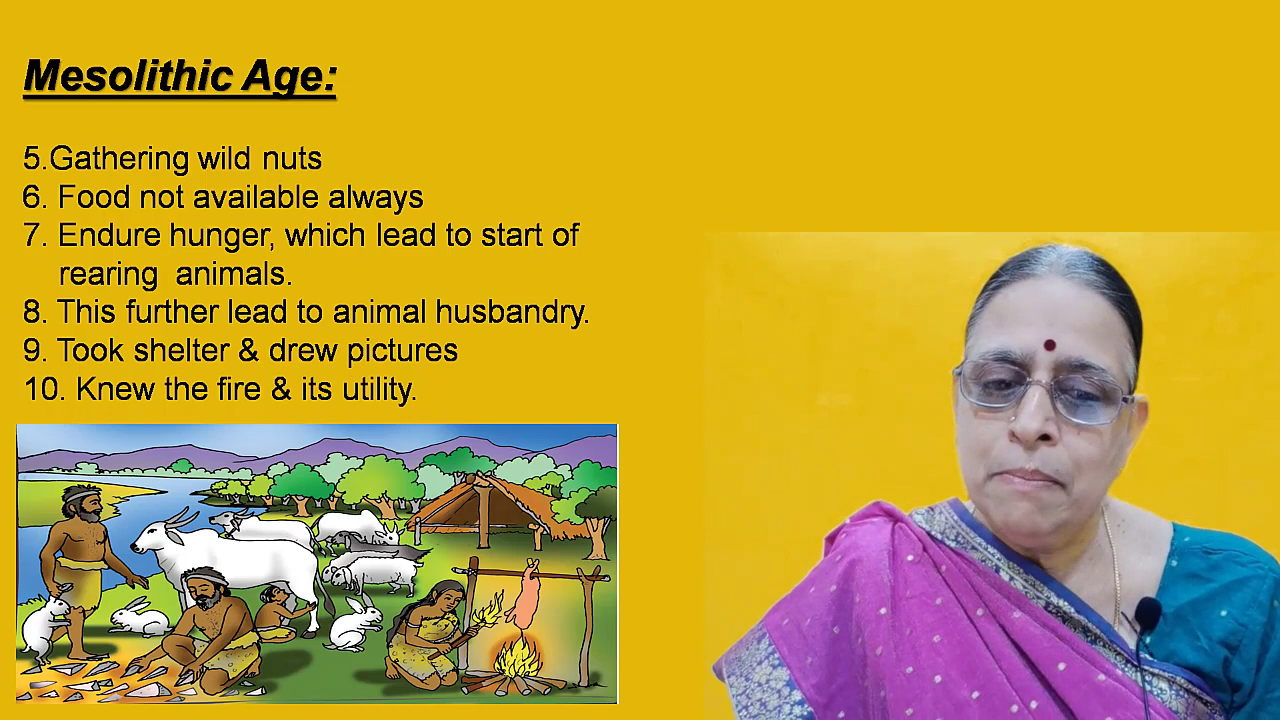 Mesolithic Age:
5.Gathering wild nuts
6. Food not available always
7. Endure hunger, which lead to start of
rearing animals.
8. This further lead to animal husbandry.
9. Took shelter & drew pictures
10. Knew the fire & its utility.